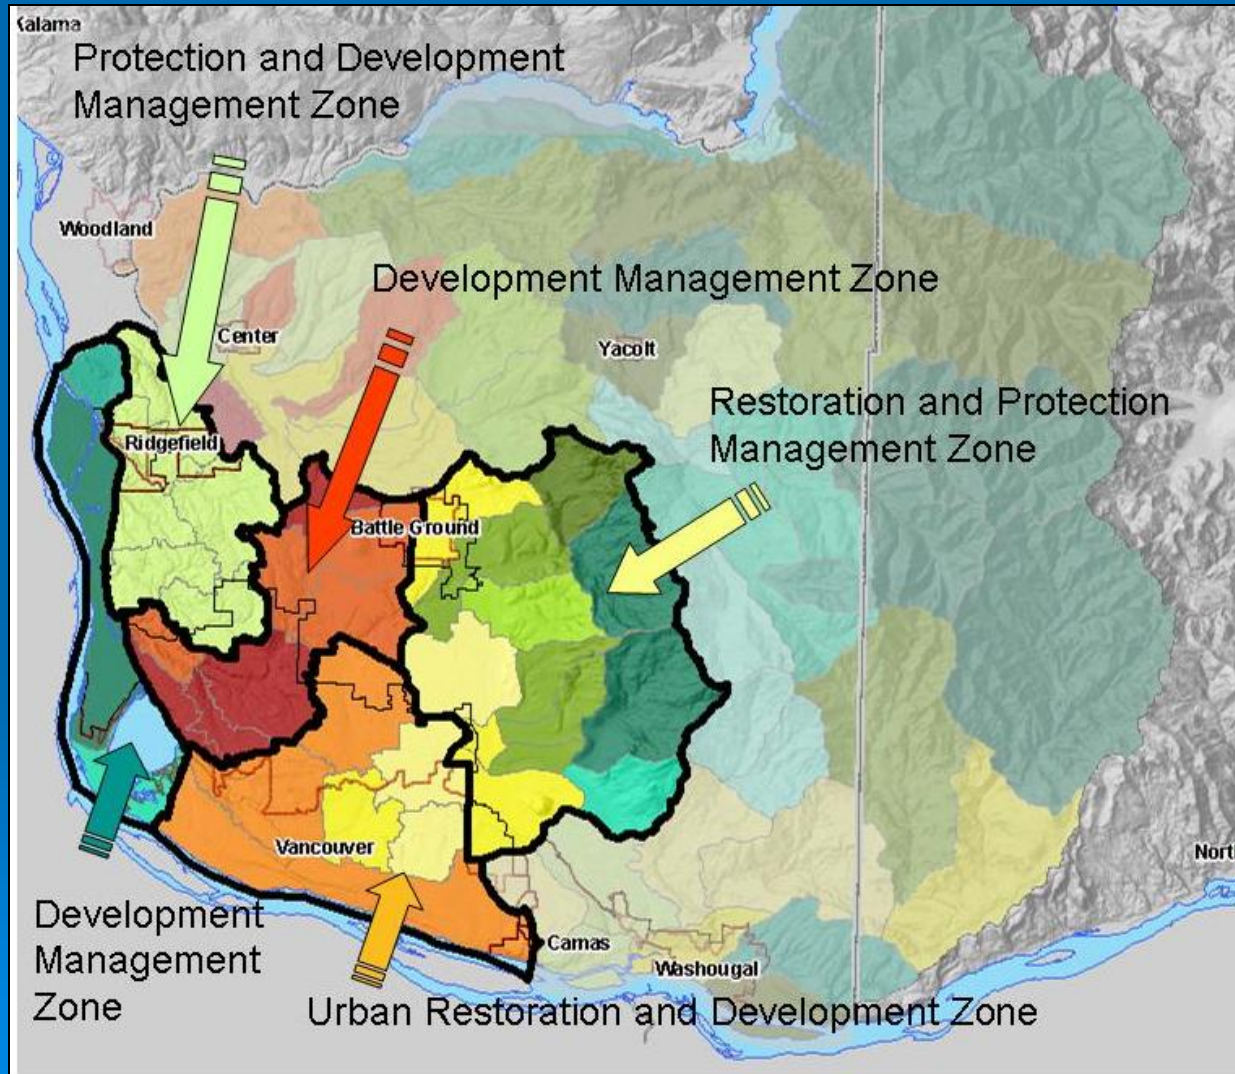 Kalama
Protection and Development
Management Zone
Woodland
Development Management Zone
Center
Yacolt
Restoration and Protection
Management Zone
Ridgefield
Battle Ground
Vancouver
North
Development
Management
Zone
Camas
Washougal
Urban Restoration and Development Zone